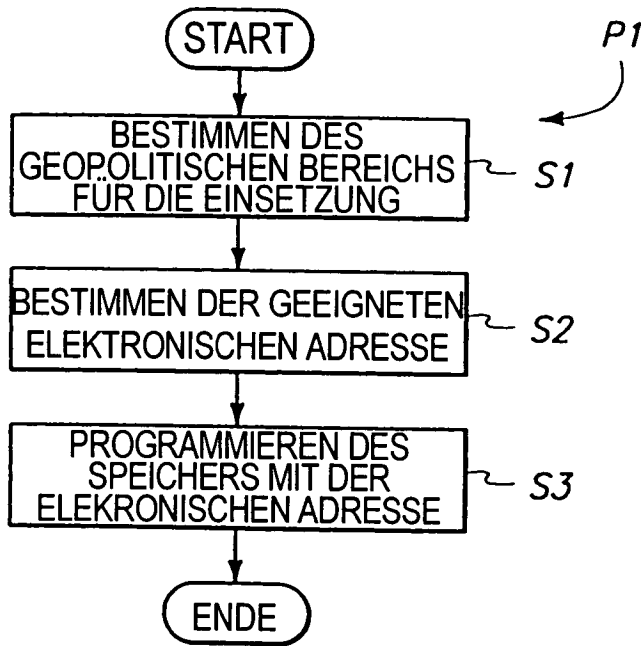 START
P1
BESTIMMEN DES
GEOPOLITISCHEN BEREICHS
FÜR DIE EINSETZUNG
S1
BESTIMMEN DER GEEIGNETEN
ELEKTRONISCHEN ADRESSE
S2
PROGRAMMIEREN DES
SPEICHERS MIT DER
ELEKRONISCHEN ADRESSE
S3
ENDE